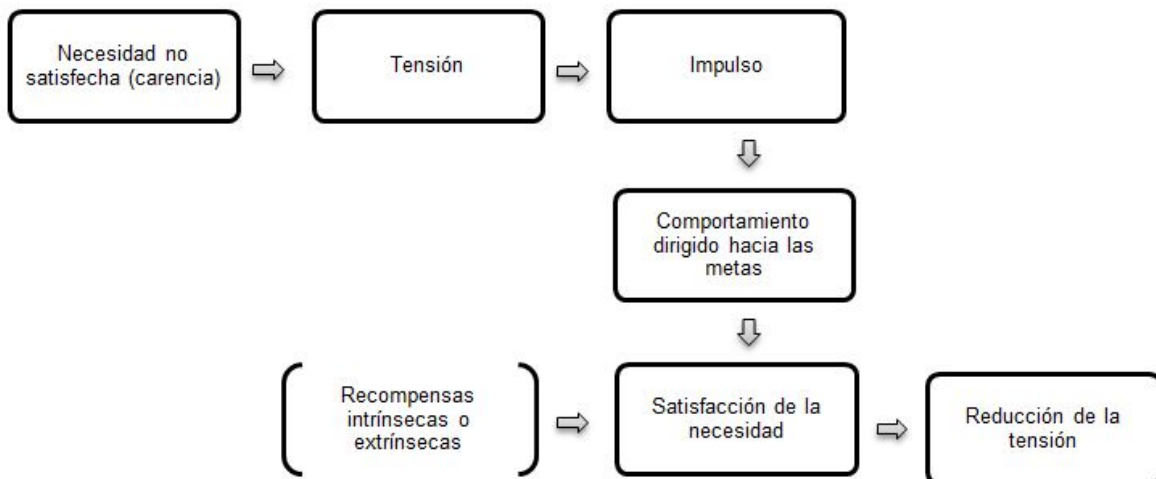 Necesidad no
satisfecha (carencia)
Tensión
Impulso
Comportamiento
dirigido hacia las
metas
Recompensas
intrínsecas o
extrínsecas
Satisfacción de la
necesidad
Reducción de la
tensión